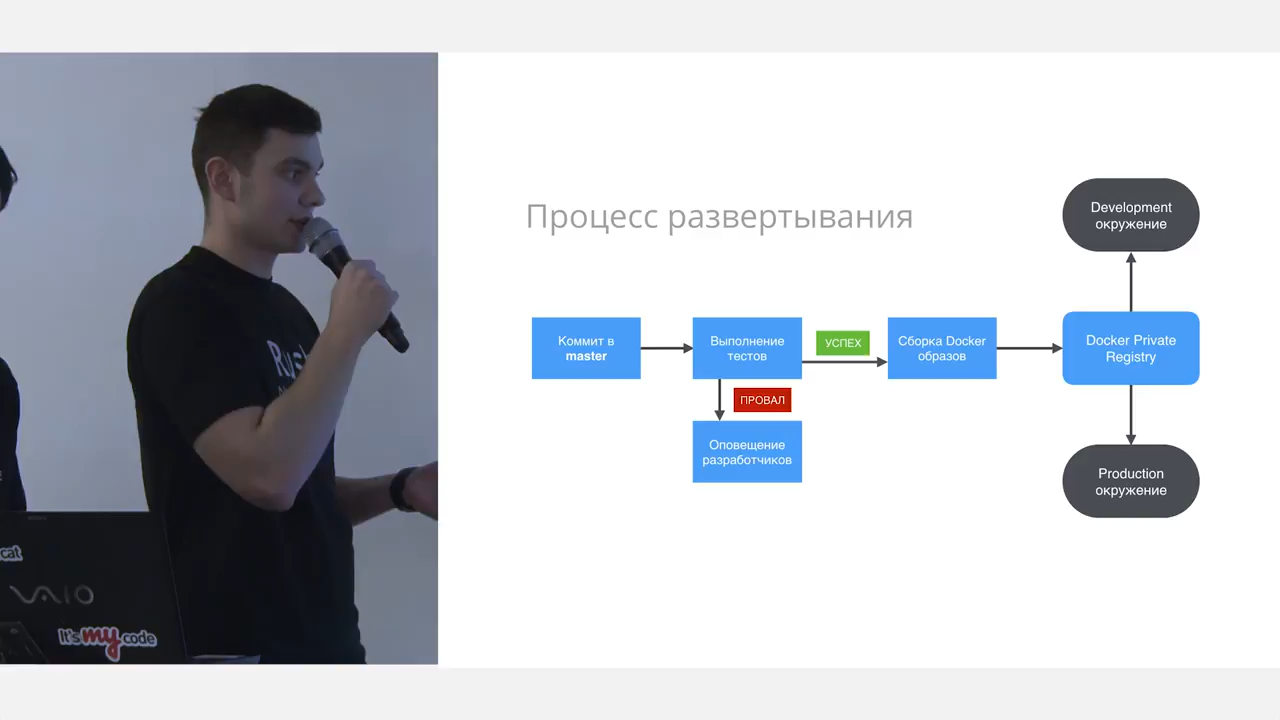 Процесс развертывания
Development
окружение
Коммит в
master
Выполнение
тестов
УСПЕХ
Сборка Docker
образов
Docker Private
Registry
ПРОВАЛ
Оповещение
разработчиков
Production
окружение
cat
VAIO
It's my code